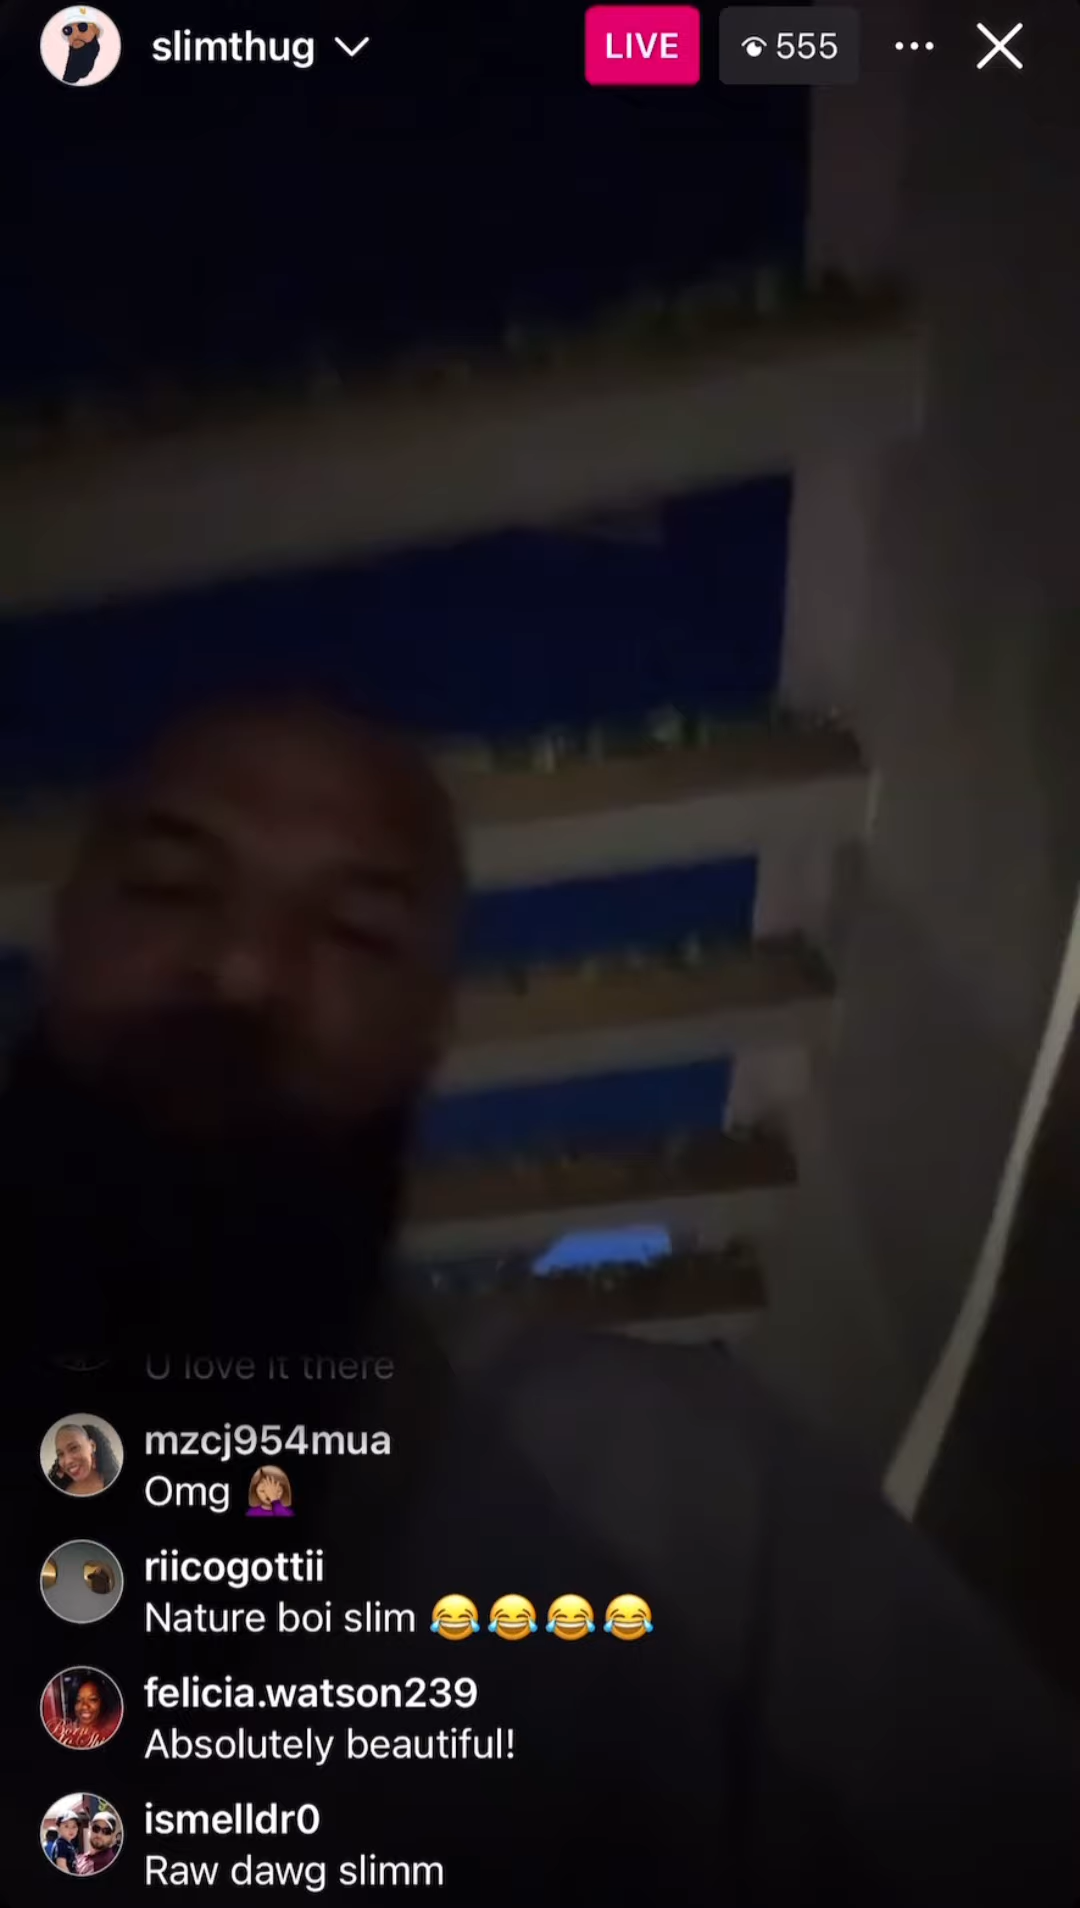 slimthug
LIVE
555
U love it there
mzcj954mua
Omg 🤦🏼‍♀️
riicogottii
Nature boi slim 😂😂😂😂
felicia.watson239
Absolutely beautiful!
ismelldr0
Raw dawg slimm